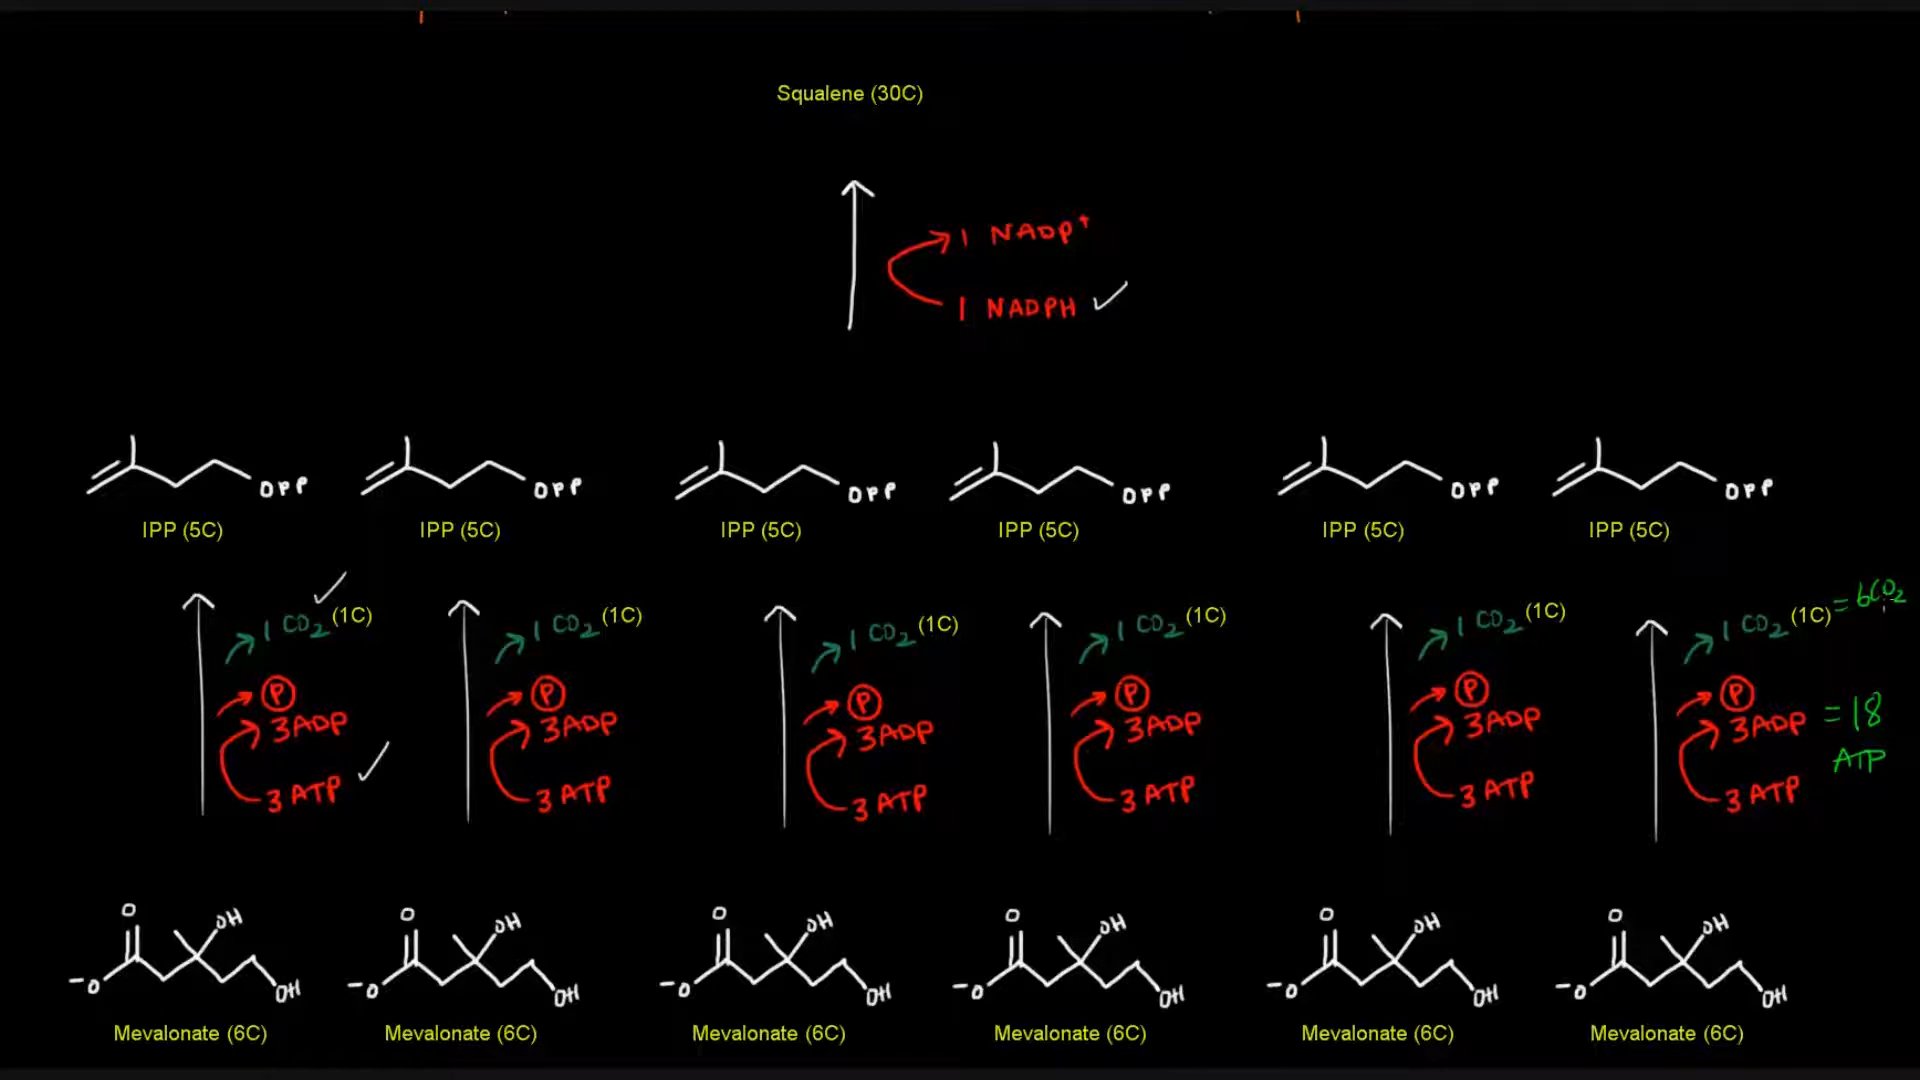 Squalene (30C)
1 NADP+
1 NADPH
OPP OPP OPP OPP OPP OPP
IPP (5C) IPP (5C) IPP (5C) IPP (5C) IPP (5C) IPP (5C)
1 CO2 (1C) 1 CO2 (1C) 1 CO2 (1C) 1 CO2 (1C) 1 CO2 (1C) 1 CO2 (1C) = 6CO2
P P P P P P
3ADP 3ADP 3ADP 3ADP 3ADP 3ADP = 18
ATP
3 ATP 3 ATP 3 ATP 3 ATP 3 ATP 3 ATP
O OH O OH O OH O OH O OH O OH
-O OH -O OH -O OH -O OH -O OH -O OH
Mevalonate (6C) Mevalonate (6C) Mevalonate (6C) Mevalonate (6C) Mevalonate (6C) Mevalonate (6C)